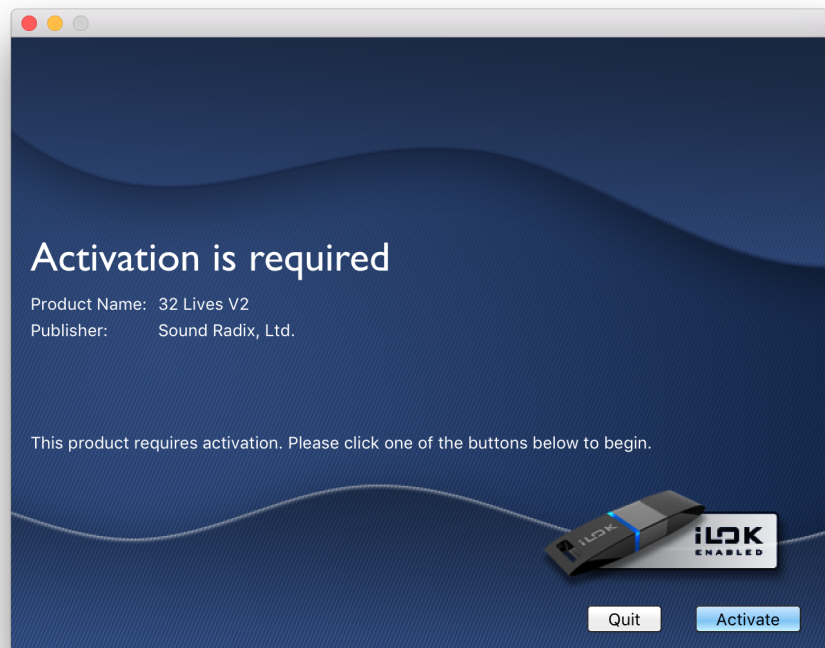 Activation is required
Product Name: 32 Lives V2
Publisher: Sound Radix, Ltd.
This product requires activation. Please click one of the buttons below to begin.
iLOK
iLOK
ENABLED
Quit
Activate